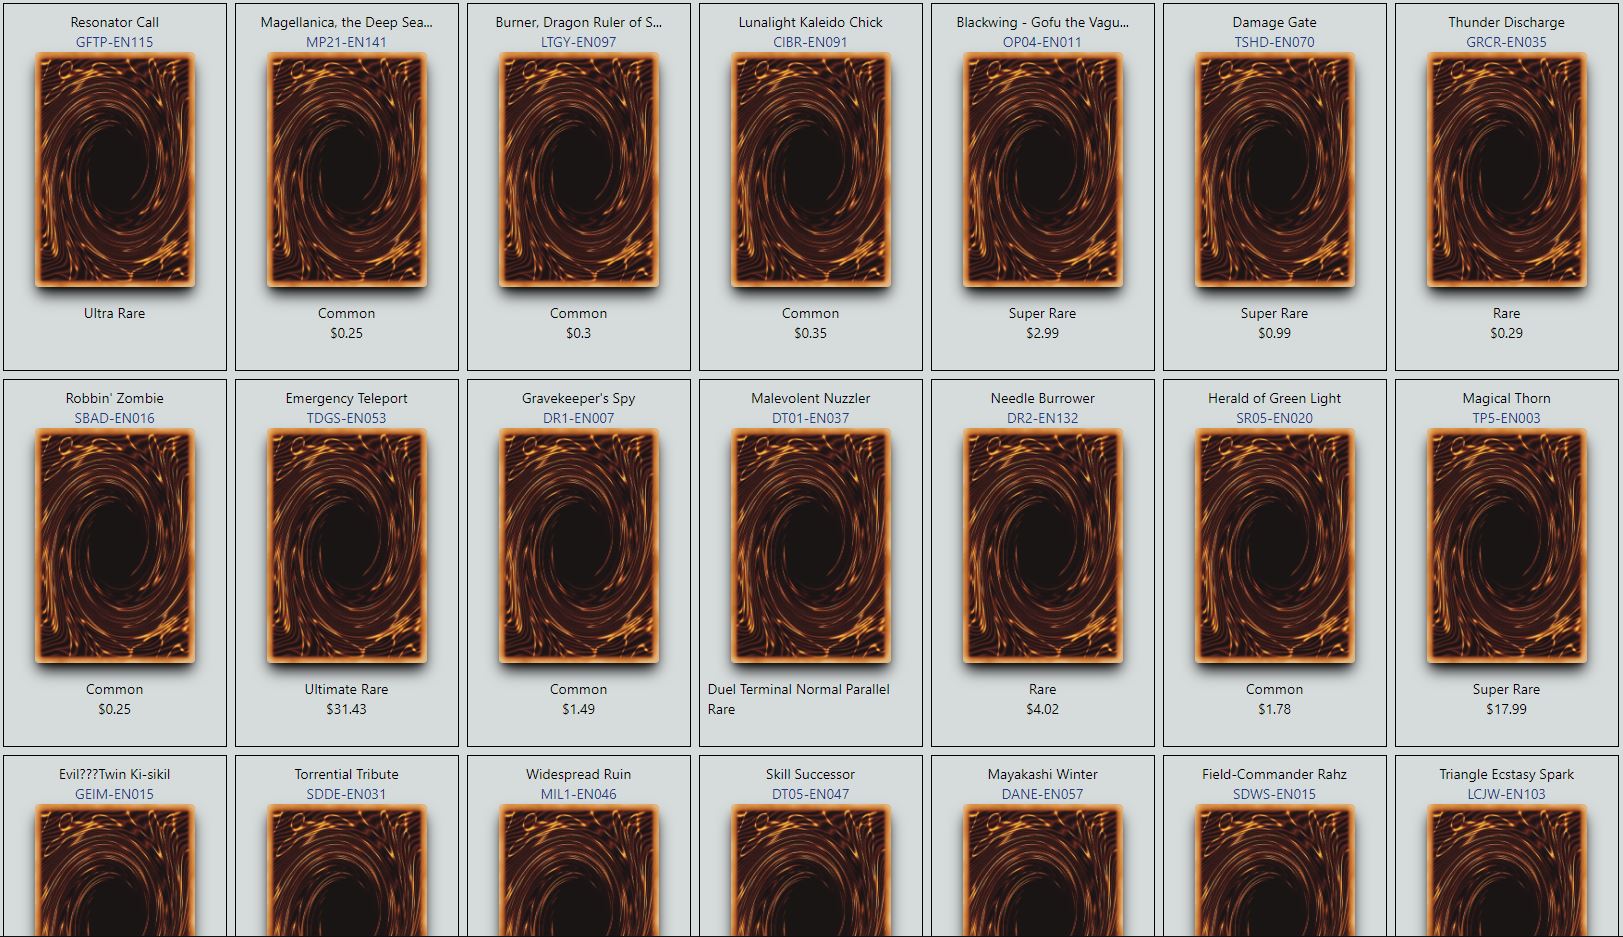 Resonator Call
GFTP-EN115
Ultra Rare
Magellanica, the Deep Sea...
MP21-EN141
Common
$0.25
Burner, Dragon Ruler of S...
LTGY-EN097
Common
$0.3
Lunalight Kaleido Chick
CIBR-EN091
Common
$0.35
Blackwing - Gofu the Vagu...
OP04-EN011
Super Rare
$2.99
Damage Gate
TSHD-EN070
Super Rare
$0.99
Thunder Discharge
GRCR-EN035
Rare
$0.29
Robbin' Zombie
SBAD-EN016
Common
$0.25
Emergency Teleport
TDGS-EN053
Ultimate Rare
$31.43
Gravekeeper's Spy
DR1-EN007
Common
$1.49
Malevolent Nuzzler
DT01-EN037
Duel Terminal Normal Parallel
Rare
Needle Burrower
DR2-EN132
Rare
$4.02
Herald of Green Light
SR05-EN020
Common
$1.78
Magical Thorn
TP5-EN003
Super Rare
$17.99
Evil???Twin Ki-sikil
GEIM-EN015
Torrential Tribute
SDDE-EN031
Widespread Ruin
MIL1-EN046
Skill Successor
DT05-EN047
Mayakashi Winter
DANE-EN057
Field-Commander Rahz
SDWS-EN015
Triangle Ecstasy Spark
LCJW-EN103